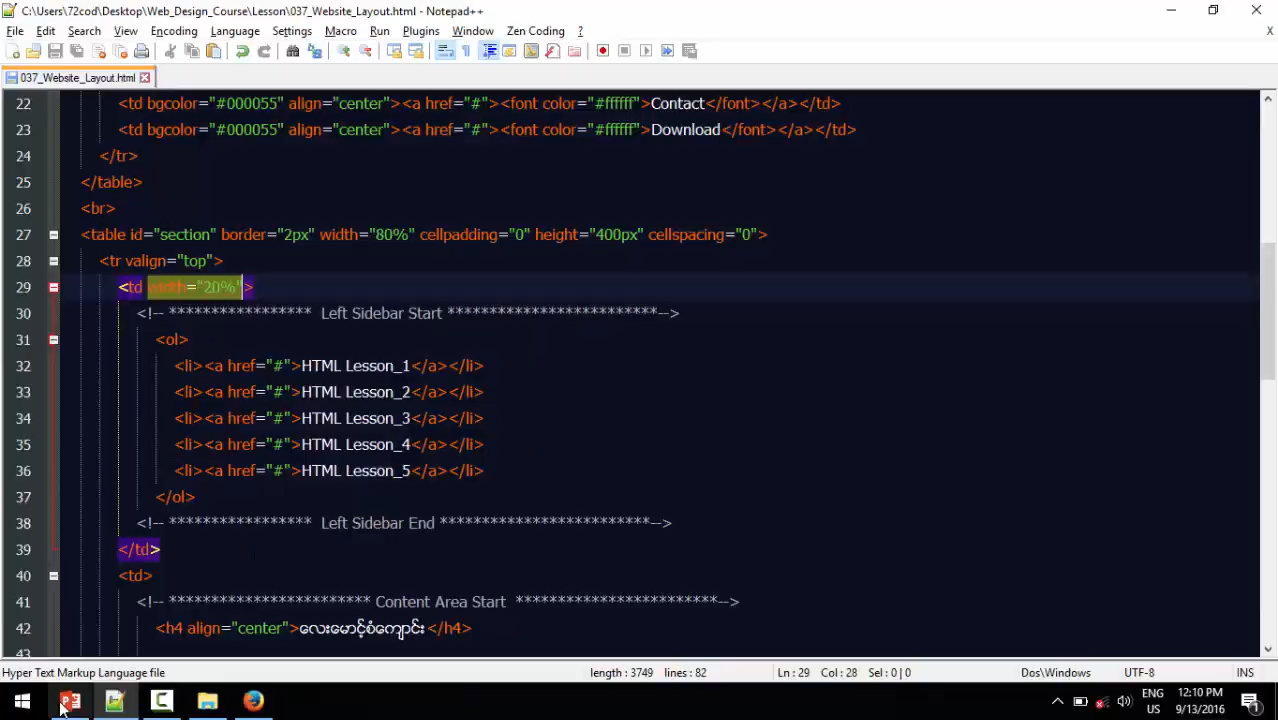 C:\Users\72cod\Desktop\Web_Design_Course\Lesson\037_Website_Layout.html - Notepad++
File Edit Search View Encoding Language Settings Macro Run Plugins Window Zen Coding ? X
037_Website_Layout.html
22 <td bgcolor="#000055" align="center"><a href="#"><font color="#ffffff">Contact</font></a></td>
23 <td bgcolor="#000055" align="center"><a href="#"><font color="#ffffff">Download</font></a></td>
24 </tr>
25 </table>
26 <br>
27 <table id="section" border="2px" width="80%" cellpadding="0" height="400px" cellspacing="0">
28 <tr valign="top">
29 <td width="20%">
30 <!-- ***************** Left Sidebar Start *************************-->
31 <ol>
32 <li><a href="#">HTML Lesson_1</a></li>
33 <li><a href="#">HTML Lesson_2</a></li>
34 <li><a href="#">HTML Lesson_3</a></li>
35 <li><a href="#">HTML Lesson_4</a></li>
36 <li><a href="#">HTML Lesson_5</a></li>
37 </ol>
38 <!-- ***************** Left Sidebar End *************************-->
39 </td>
40 <td>
41 <!-- ************************ Content Area Start ************************-->
42 <h4 align="center">လေးမောင့်စံကျောင်း</h4>
43
Hyper Text Markup Language file length : 3749 lines : 82 Ln : 29 Col : 28 Sel : 0 | 0 Dos\Windows UTF-8 INS
ENG 12:10 PM
US 9/13/2016